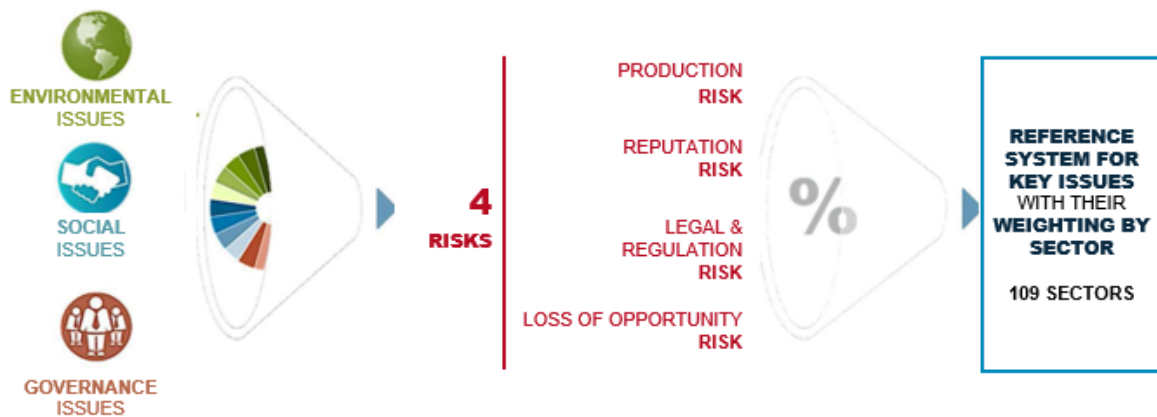 ENVIRONMENTAL
ISSUES
SOCIAL
ISSUES
GOVERNANCE
ISSUES
4
RISKS
PRODUCTION
RISK
REPUTATION
RISK
LEGAL &
REGULATION
RISK
LOSS OF OPPORTUNITY
RISK
%
REFERENCE
SYSTEM FOR
KEY ISSUES
WITH THEIR
WEIGHTING BY
SECTOR
109 SECTORS